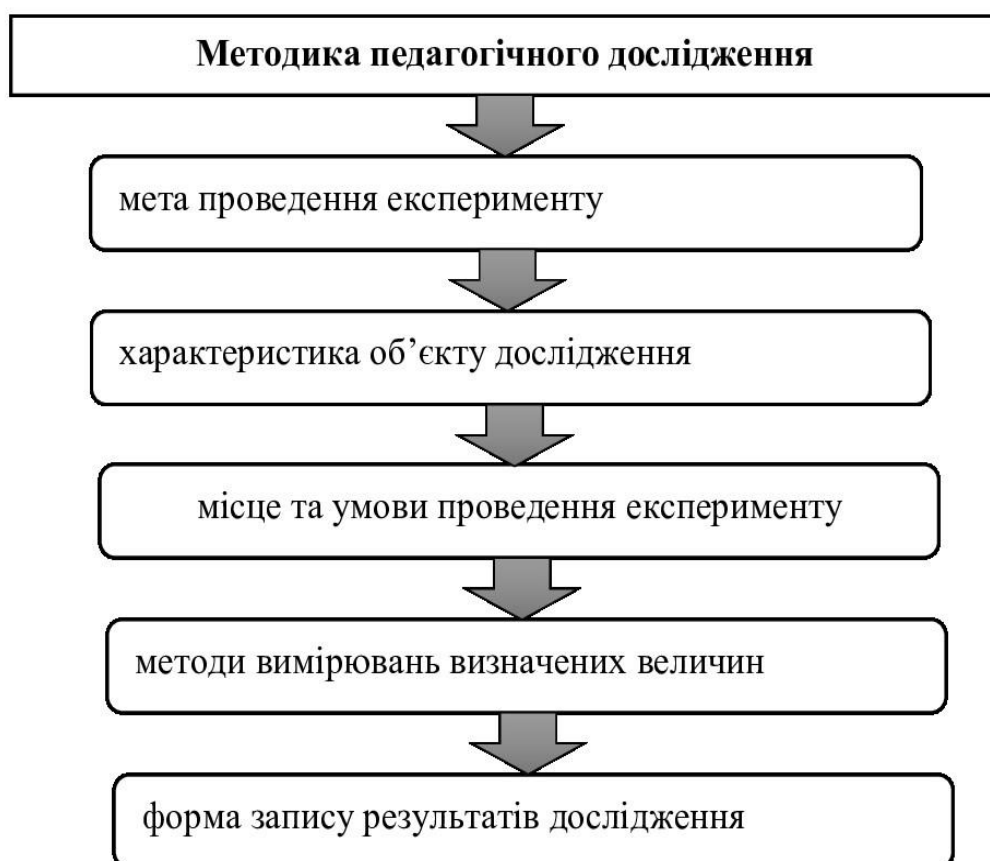 Методика педагогічного дослідження
мета проведення експерименту
характеристика об’єкту дослідження
місце та умови проведення експерименту
методи вимірювань визначених величин
форма запису результатів дослідження